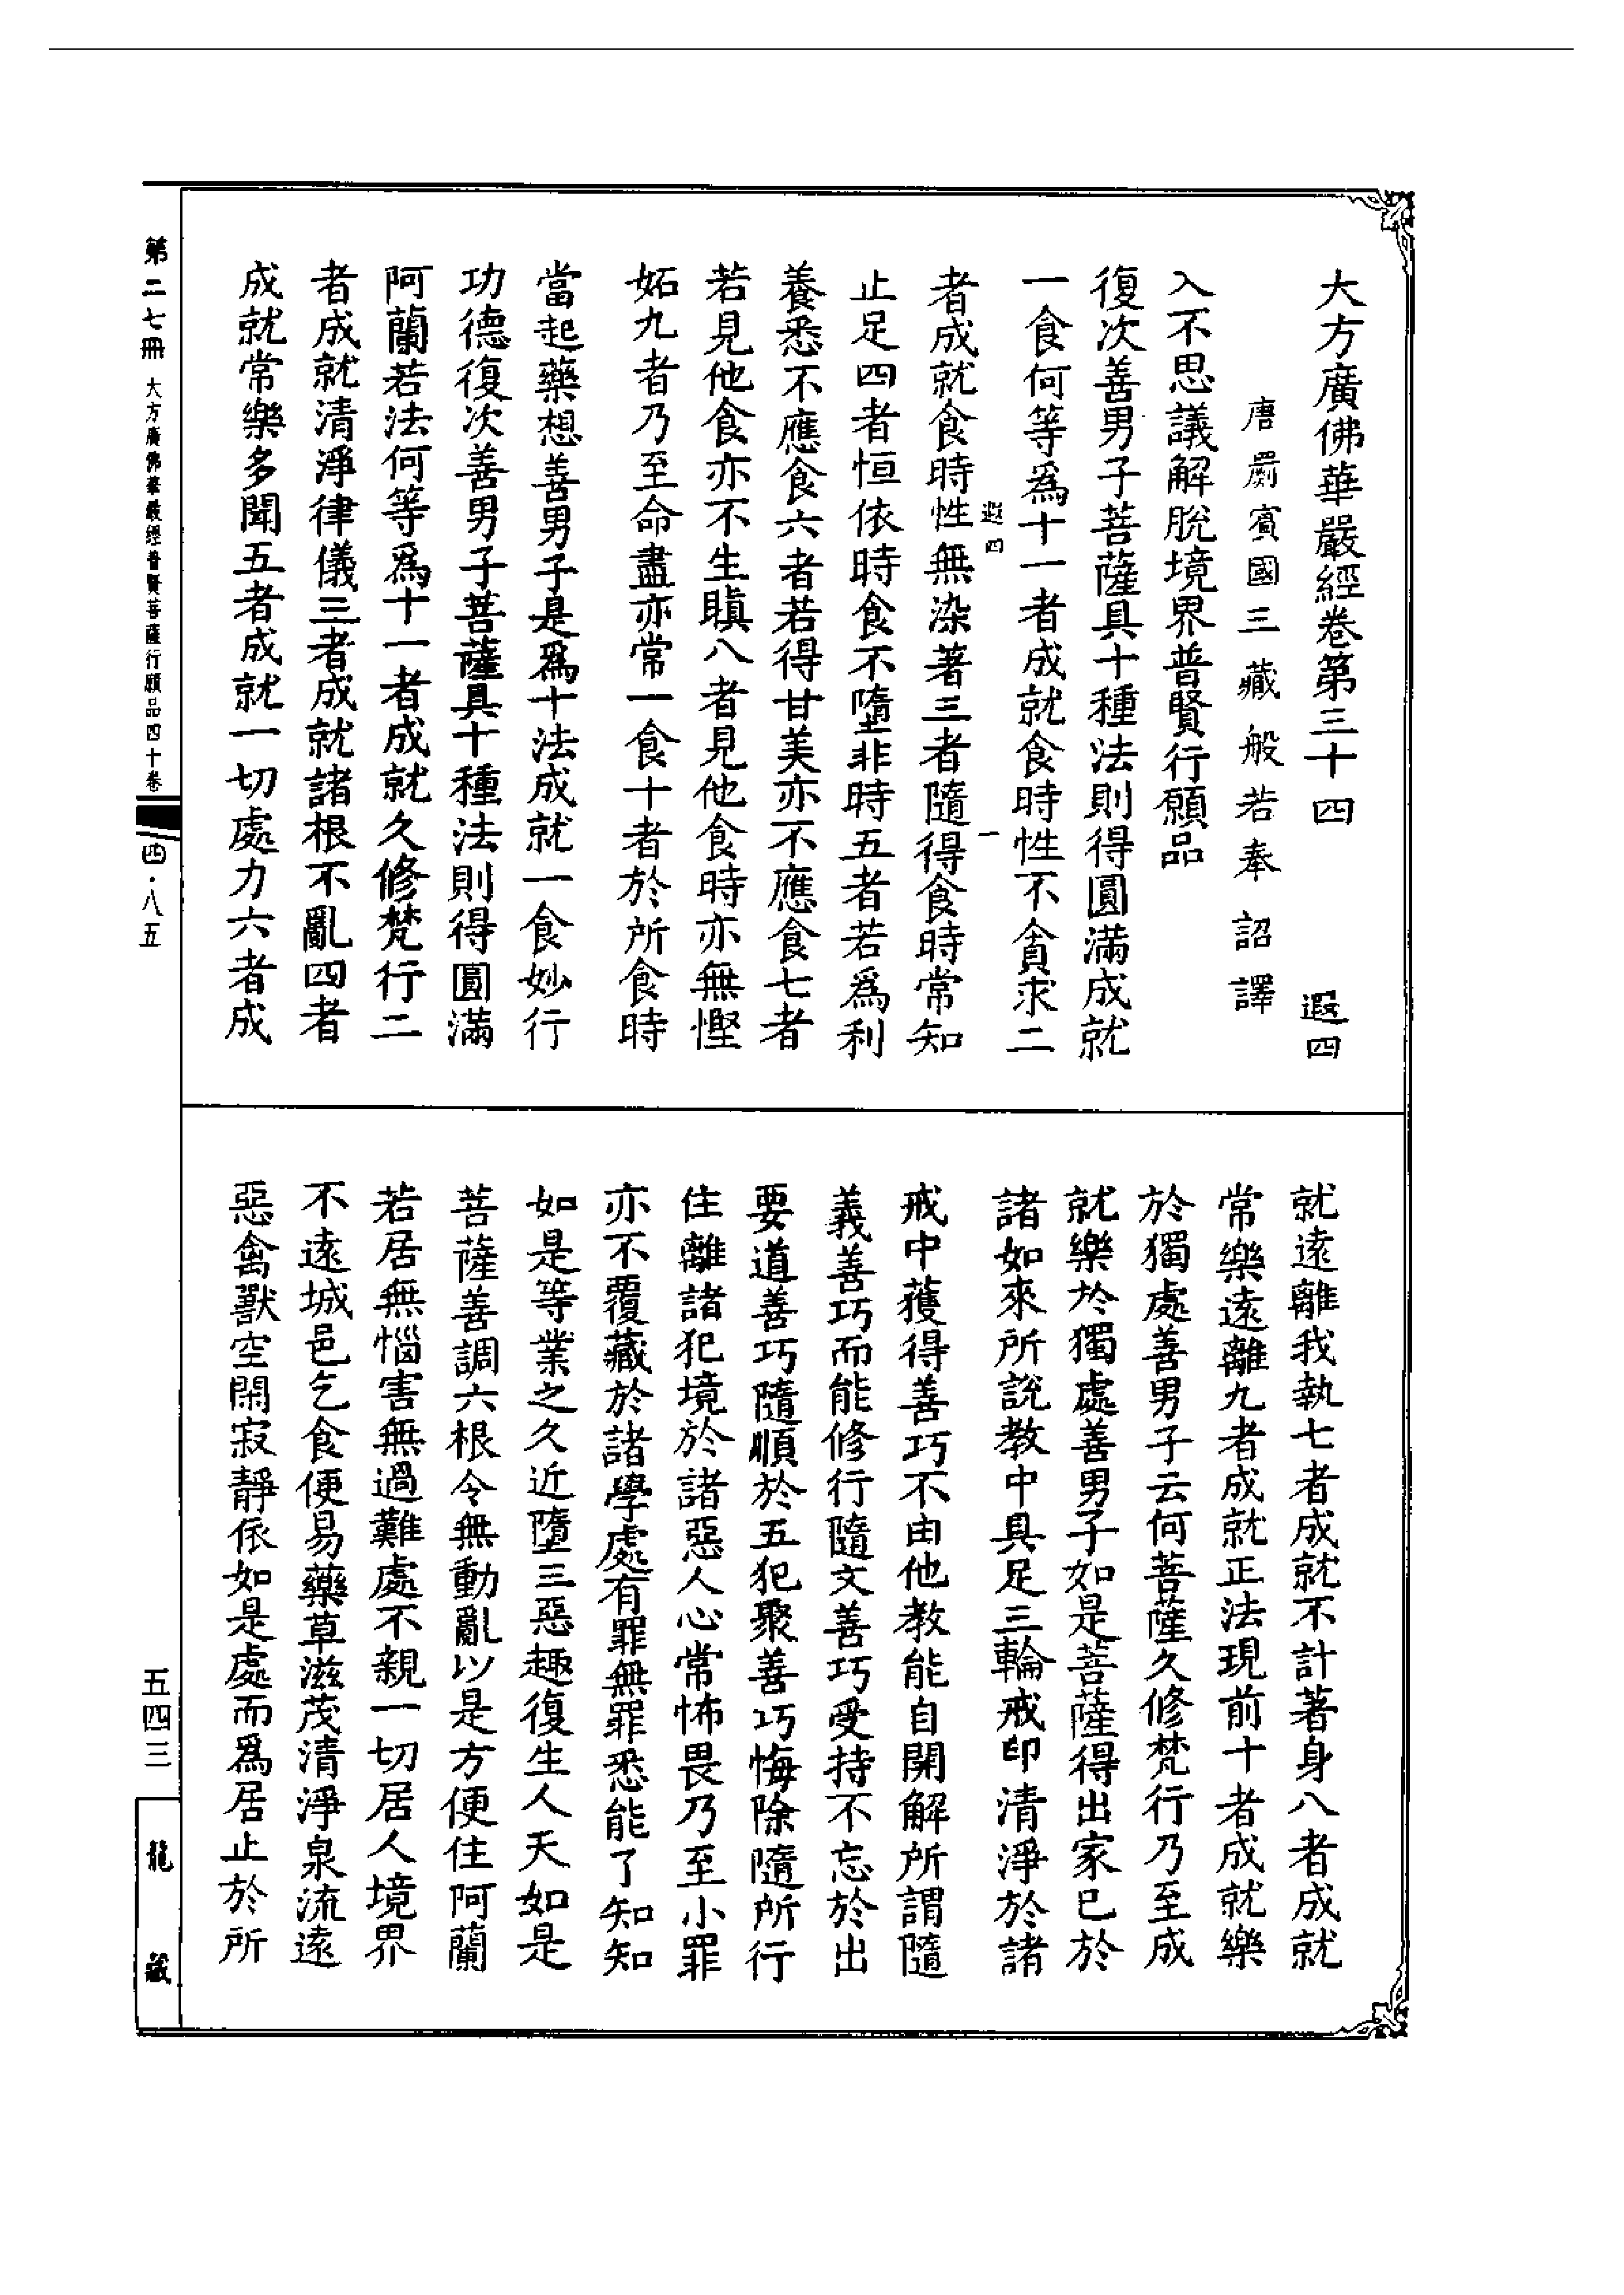 大方廣佛華嚴經卷第三十四 遐四
唐罽賓國三藏般若奉 詔譯
入不思議解脫境界普賢行願品
復次善男子菩薩具十種法則得圓滿成就
一食何等爲十一者成就食時性不貪求二
遐四 一
者成就食時性無染著三者隨得食時常知
止足四者恒依時食不墮非時五者若爲利
養悉不應食六者若得甘美亦不應食七者
若見他食亦不生瞋八者見他食時亦無慳
妬九者乃至命盡亦常一食十者於所食時
當起藥想善男子是爲十法成就一食妙行
功德復次善男子菩薩具十種法則得圓滿
阿蘭若法何等爲十一者成就久修梵行二
者成就清淨律儀三者成就諸根不亂四者
成就常樂多聞五者成就一切處力六者成
就遠離我執七者成就不計著身八者成就
常樂遠離九者成就正法現前十者成就樂
於獨處善男子云何菩薩久修梵行乃至成
就樂於獨處善男子如是菩薩得出家已於
諸如來所說教中具足三輪戒印清淨於諸
戒中獲得善巧不由他教能自開解所謂隨
義善巧而能修行隨文善巧受持不忘於出
要道善巧隨順於五犯聚善巧悔除隨所行
住離諸犯境於諸惡人心常怖畏乃至小罪
亦不覆藏於諸學處有罪無罪悉能了知知
如是等業之久近墮三惡趣復生人天如是
菩薩善調六根令無動亂以是方便住阿蘭
若居無惱害無過難處不親一切居人境界
不遠城邑乞食便易藥草滋茂清淨泉流遠
惡禽獸空閑寂靜依如是處而爲居止於所
第二七冊 大方廣佛華嚴經普賢菩薩行願品四十卷 四·八五
五四三
龍藏